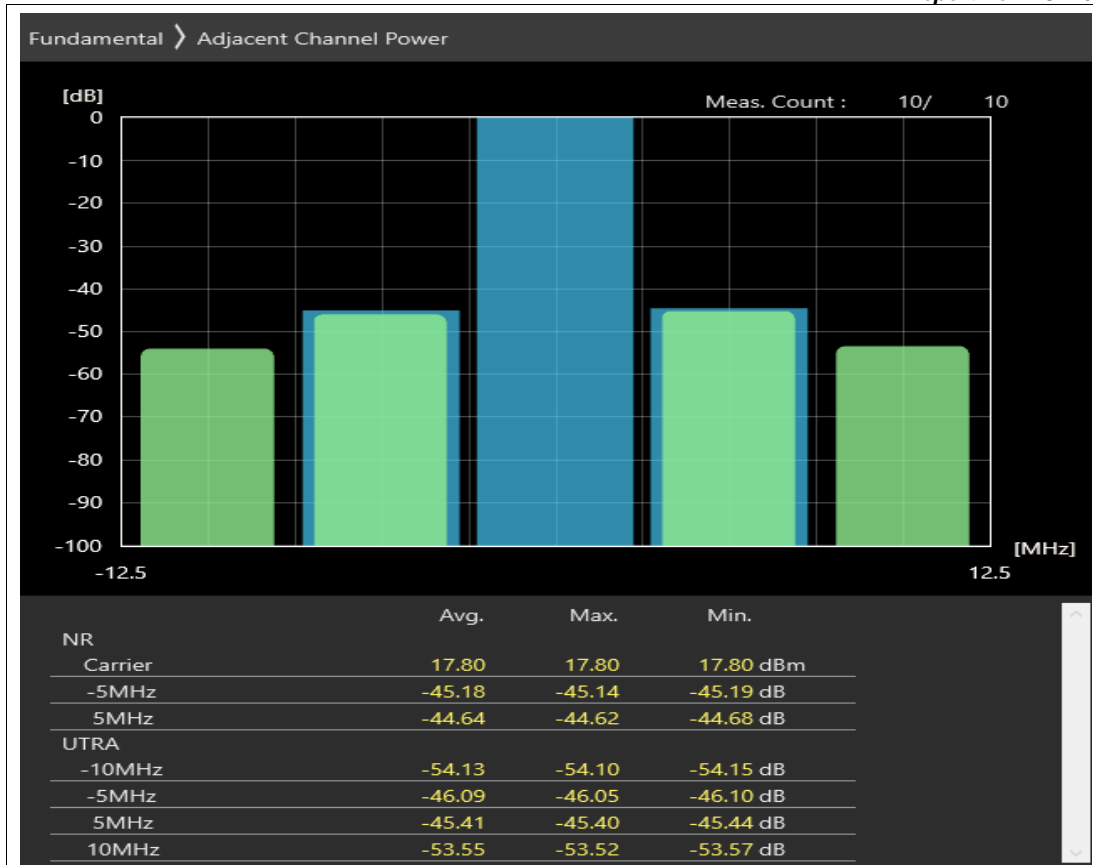 Fundamental 〉 Adjacent Channel Power
[dB]
Meas. Count : 10/ 10
0
-10
-20
-30
-40
-50
-60
-70
-80
-90
-100
[MHz]
-12.5 12.5
Avg. Max. Min.
NR
Carrier 17.80 17.80 17.80 dBm
-5MHz -45.18 -45.14 -45.19 dB
5MHz -44.64 -44.62 -44.68 dB
UTRA
-10MHz -54.13 -54.10 -54.15 dB
-5MHz -46.09 -46.05 -46.10 dB
5MHz -45.41 -45.40 -45.44 dB
10MHz -53.55 -53.52 -53.57 dB